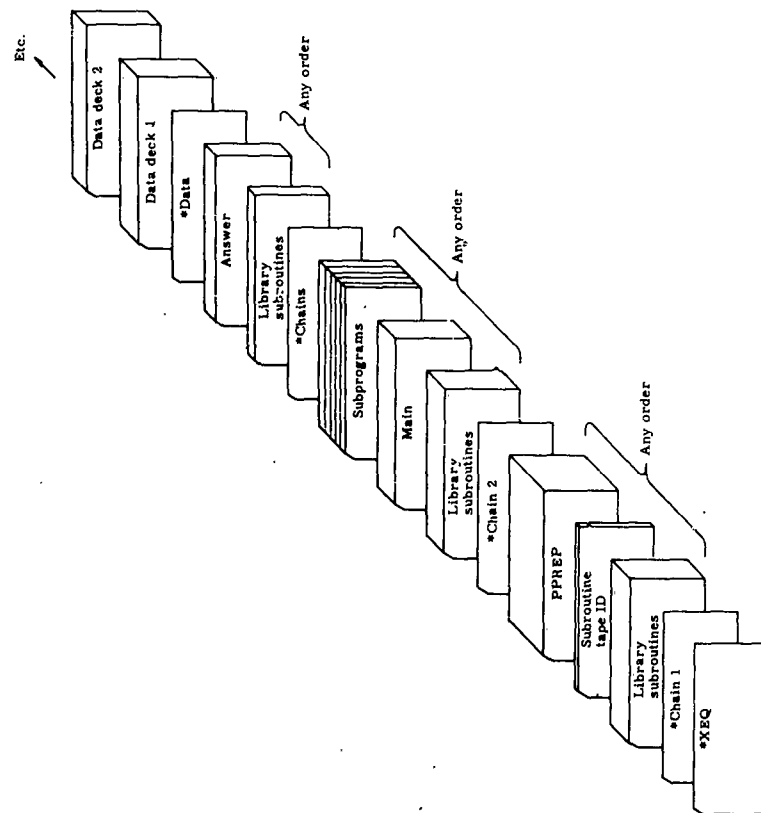 Etc.
Data deck 2
Data deck 1
*Data
Answer
Library
subroutines
Any order
*Chains
Subprograms
Main
Library
subroutines
Any order
*Chain 2
PPREP
Subroutine
tape ID
Library
subroutines
Any order
*Chain 1
*XEQ